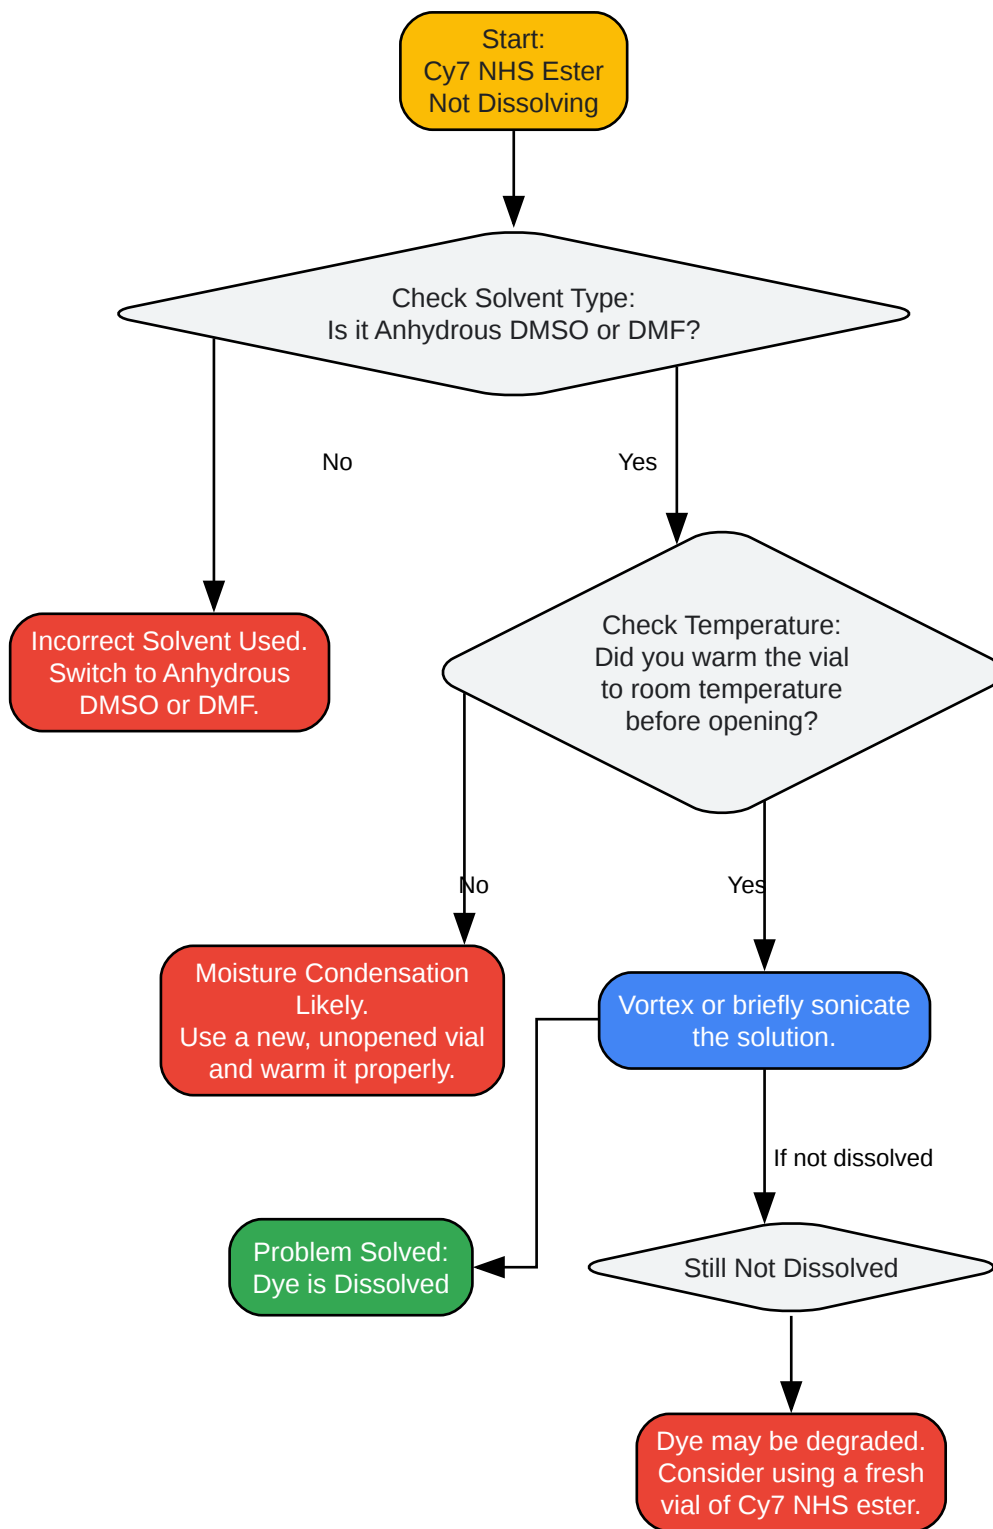 Start:
Cy7 NHS Ester
Not Dissolving
Check Solvent Type:
Is it Anhydrous DMSO or DMF?
No
Yes
Incorrect Solvent Used.
Switch to Anhydrous
DMSO or DMF.
Check Temperature:
Did you warm the vial
to room temperature
before opening?
No
Yes
Moisture Condensation
Likely.
Use a new, unopened vial
and warm it properly.
Vortex or briefly sonicate
the solution.
If not dissolved
Problem Solved:
Dye is Dissolved
Still Not Dissolved
Dye may be degraded.
Consider using a fresh
vial of Cy7 NHS ester.